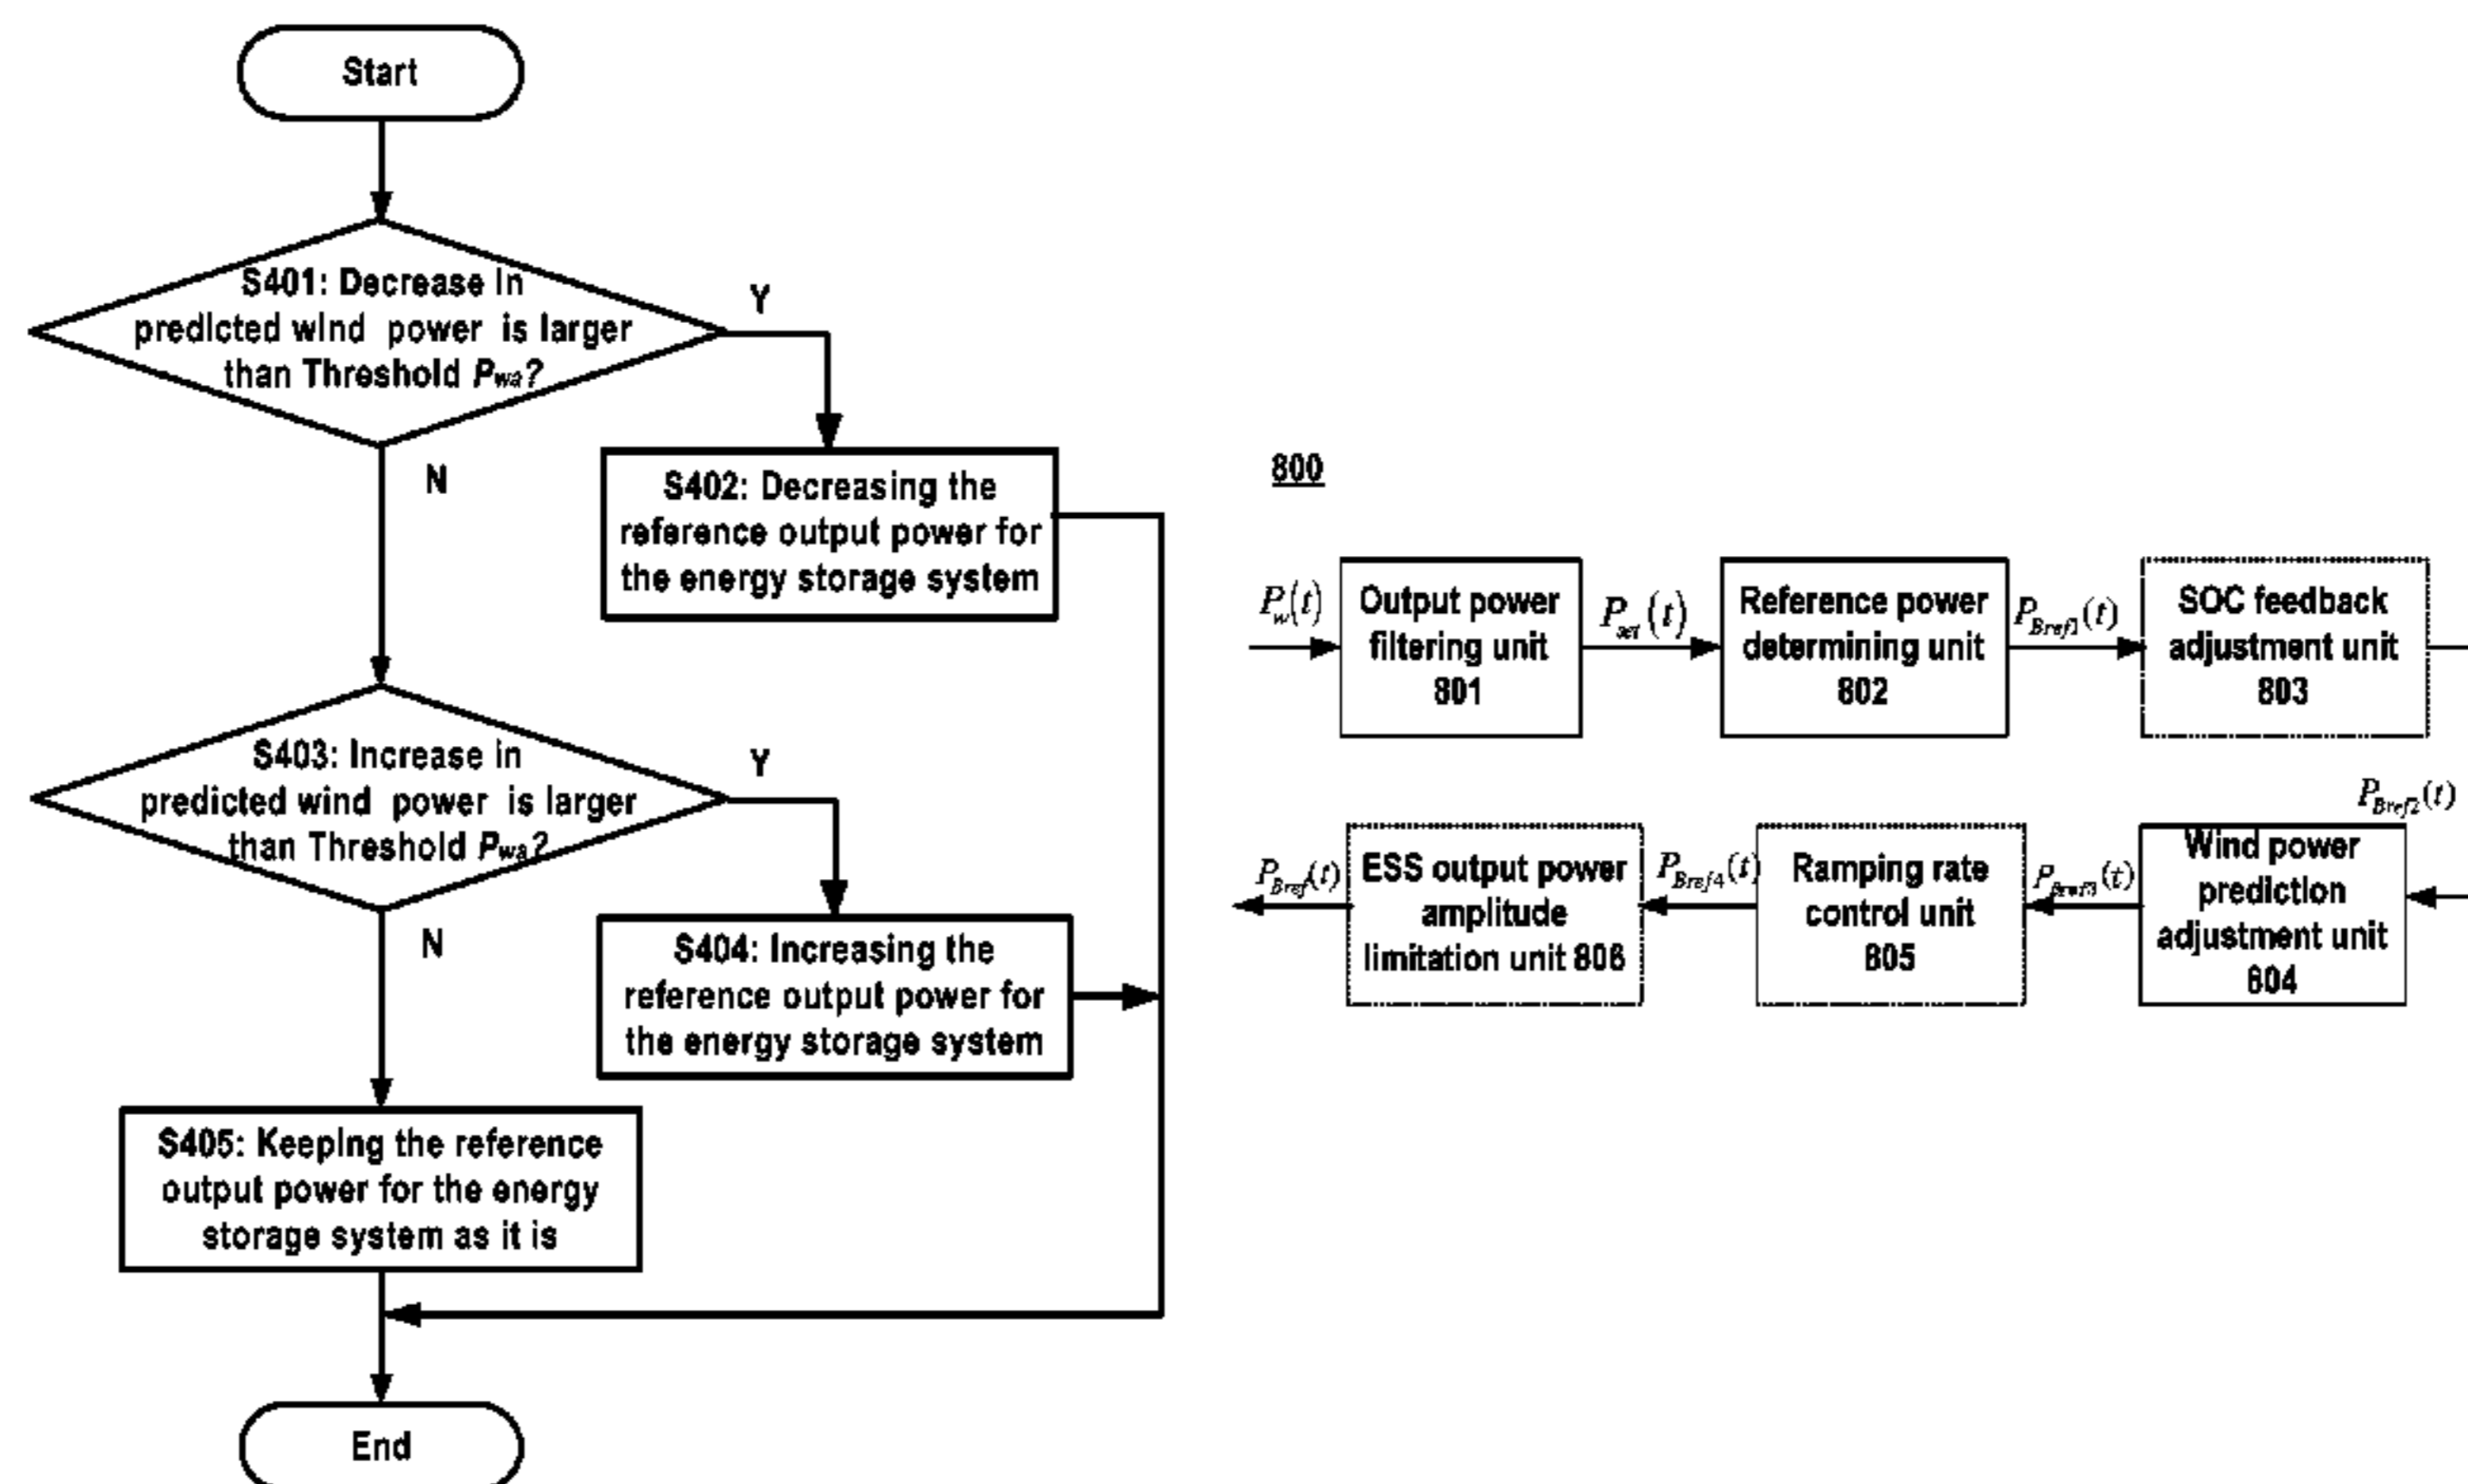 Start
S401: Decrease in
predicted wind power is larger
than Threshold Pwa?
Y
N
S402: Decreasing the
reference output power for
the energy storage system
S403: Increase in
predicted wind power is larger
than Threshold Pwa?
Y
N
S404: Increasing the
reference output power for
the energy storage system
S405: Keeping the reference
output power for the energy
storage system as it is
End
800
Pw(t)
Output power
filtering unit
801
Pset(t)
Reference power
determining unit
802
PBref1(t)
SOC feedback
adjustment unit
803
PBref2(t)
Wind power
prediction
adjustment unit
804
PBref3(t)
Ramping rate
control unit
805
PBref4(t)
ESS output power
amplitude
limitation unit 806
PBref(t)